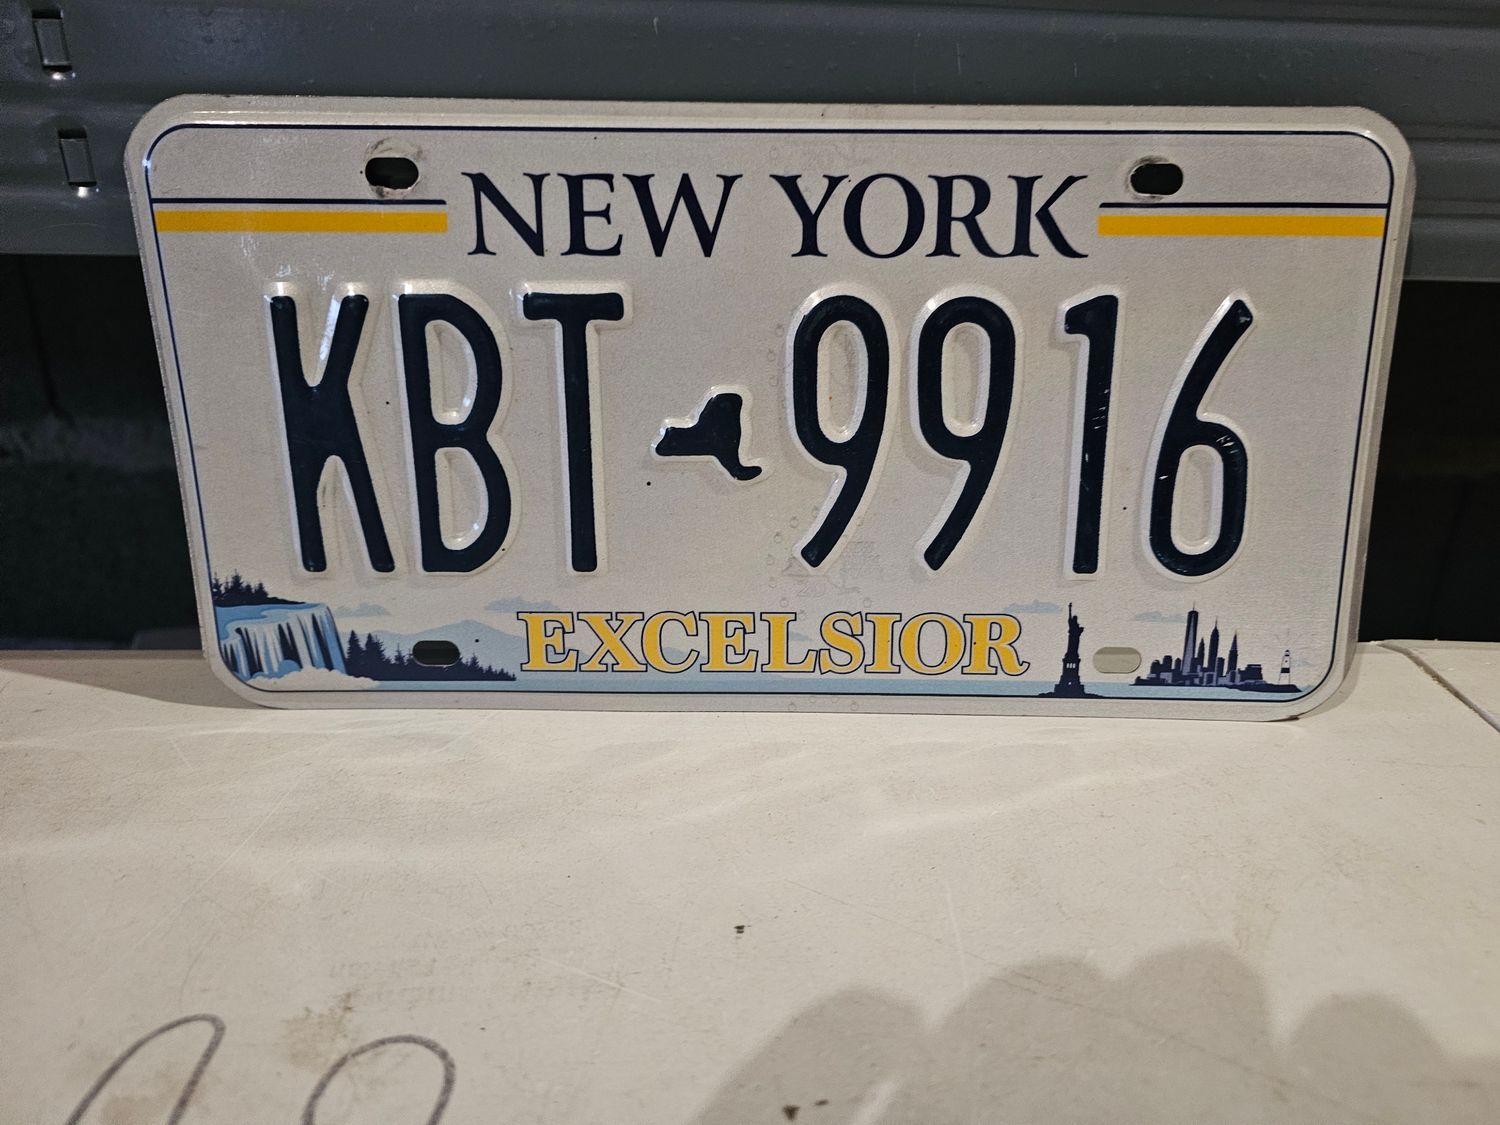 NEW YORK
KBT 9916
EXCELSIOR